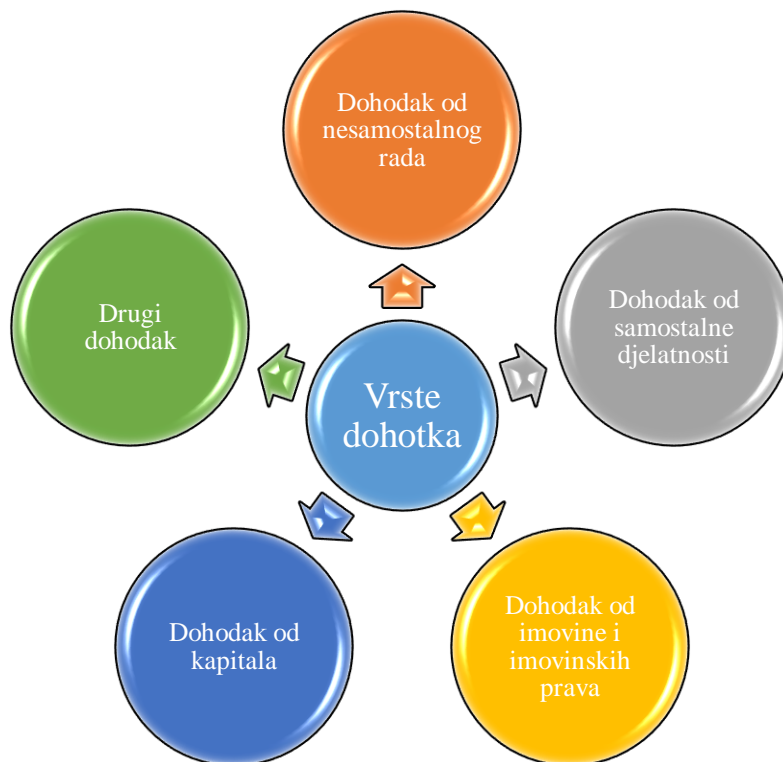 Dohodak od
nesamostalnog
rada
Drugi
dohodak
Dohodak od
samostalne
djelatnosti
Vrste
dohotka
Dohodak od
kapitala
Dohodak od
imovine i
imovinskih
prava